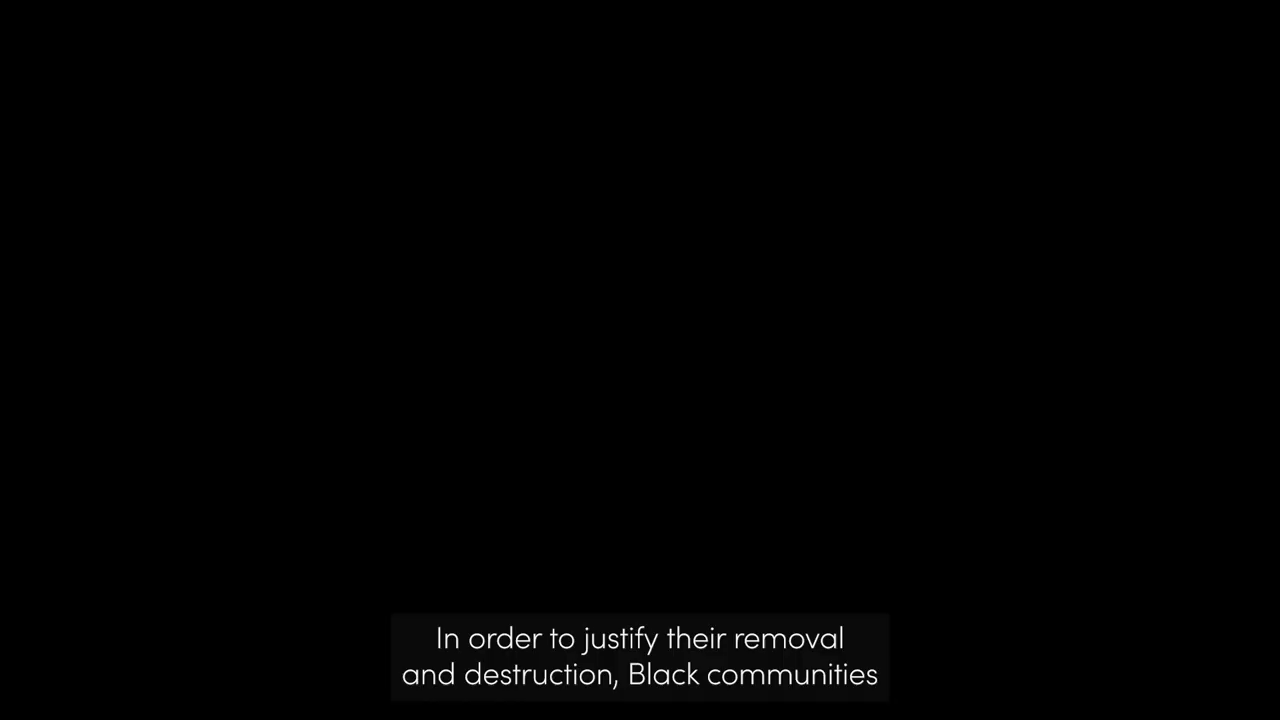 In order to justify their removal
and destruction, Black communities